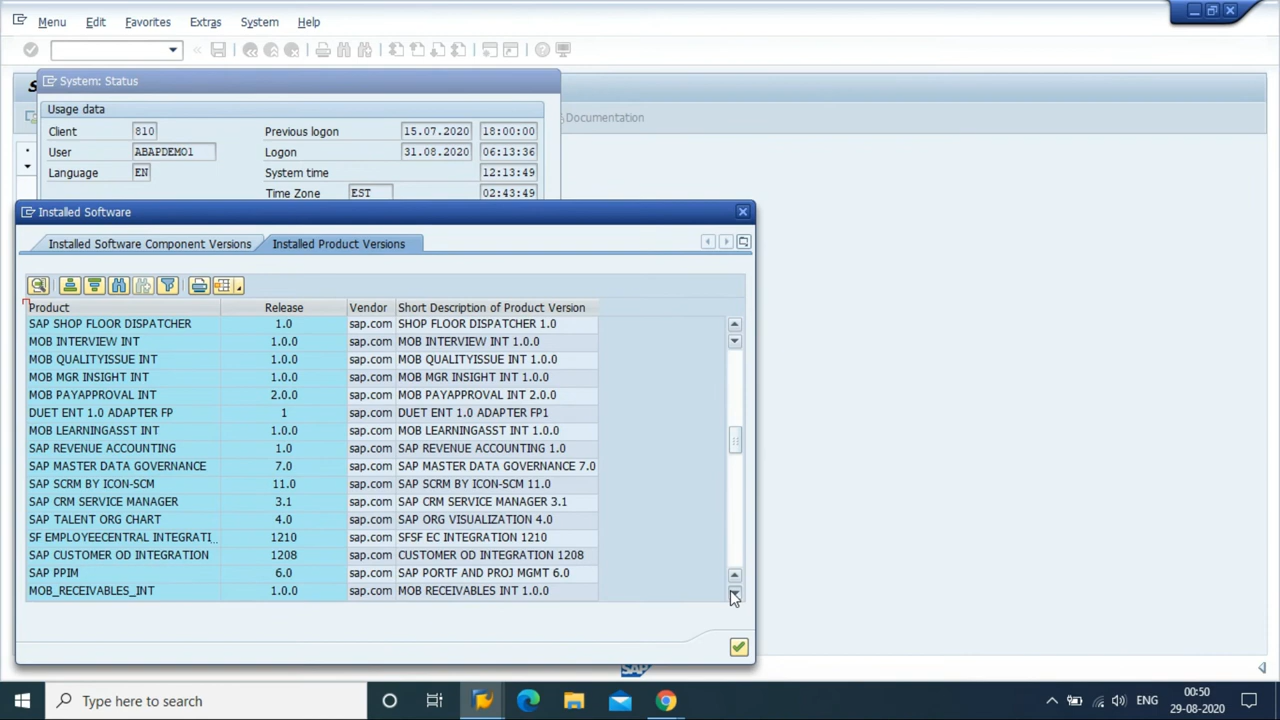 Menu Edit Favorites Extras System Help
System: Status
Usage data
Client 810 Previous logon 15.07.2020 18:00:00
Documentation
User ABAPDEMO1 Logon 31.08.2020 06:13:36
Language EN System time 12:13:49
Time Zone EST 02:43:49
Installed Software
Installed Software Component Versions Installed Product Versions
Product Release Vendor Short Description of Product Version
SAP SHOP FLOOR DISPATCHER 1.0 sap.com SHOP FLOOR DISPATCHER 1.0
MOB INTERVIEW INT 1.0.0 sap.com MOB INTERVIEW INT 1.0.0
MOB QUALITYISSUE INT 1.0.0 sap.com MOB QUALITYISSUE INT 1.0.0
MOB MGR INSIGHT INT 1.0.0 sap.com MOB MGR INSIGHT INT 1.0.0
MOB PAYAPPROVAL INT 2.0.0 sap.com MOB PAYAPPROVAL INT 2.0.0
DUET ENT 1.0 ADAPTER FP 1 sap.com DUET ENT 1.0 ADAPTER FP1
MOB LEARNINGASST INT 1.0.0 sap.com MOB LEARNINGASST INT 1.0.0
SAP REVENUE ACCOUNTING 1.0 sap.com SAP REVENUE ACCOUNTING 1.0
SAP MASTER DATA GOVERNANCE 7.0 sap.com SAP MASTER DATA GOVERNANCE 7.0
SAP SCRM BY ICON-SCM 11.0 sap.com SAP SCRM BY ICON-SCM 11.0
SAP CRM SERVICE MANAGER 3.1 sap.com SAP CRM SERVICE MANAGER 3.1
SAP TALENT ORG CHART 4.0 sap.com SAP ORG VISUALIZATION 4.0
SF EMPLOYEECENTRAL INTEGRATI... 1210 sap.com SFSF EC INTEGRATION 1210
SAP CUSTOMER OD INTEGRATION 1208 sap.com CUSTOMER OD INTEGRATION 1208
SAP PPIM 6.0 sap.com SAP PORTF AND PROJ MGMT 6.0
MOB_RECEIVABLES_INT 1.0.0 sap.com MOB RECEIVABLES INT 1.0.0
SAP
Type here to search
ENG
00:50
29-08-2020